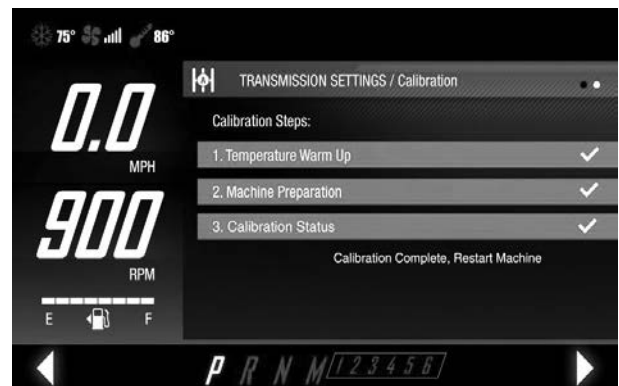 75° 86°
TRANSMISSION SETTINGS / Calibration
0.0
MPH
Calibration Steps:
1. Temperature Warm Up
2. Machine Preparation
3. Calibration Status
Calibration Complete, Restart Machine
900
RPM
E F
P R N M 1 2 3 4 5 6